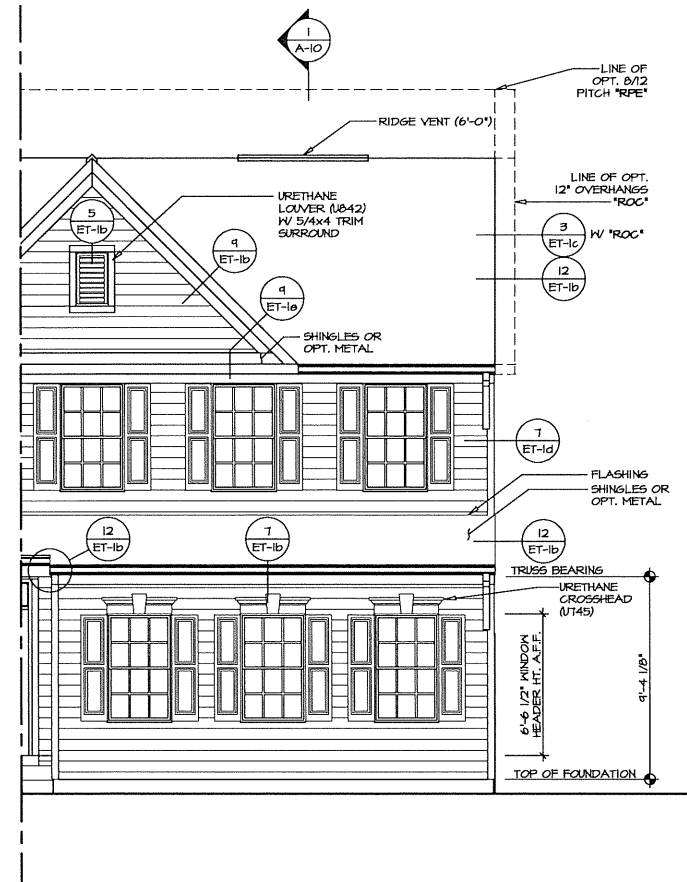 1
A-10
LINE OF
OPT. 8/12
PITCH "RPE"
RIDGE VENT (6'-0")
URETHANE
LOUVER (U842)
W/ 5/4x4 TRIM
SURROUND
LINE OF OPT.
12" OVERHANGS
"ROC"
5
ET-1b
9
ET-1b
3
ET-1c
W/ "ROC"
12
ET-1b
9
ET-1e
SHINGLES OR
OPT. METAL
7
ET-1d
FLASHING
SHINGLES OR
OPT. METAL
12
ET-1b
7
ET-1b
12
ET-1b
TRUSS BEARING
URETHANE
CROSSHEAD
(UT45)
6'-6 1/2" WINDOW
HEADER HT. A.F.F.
9'-4 1/8"
TOP OF FOUNDATION